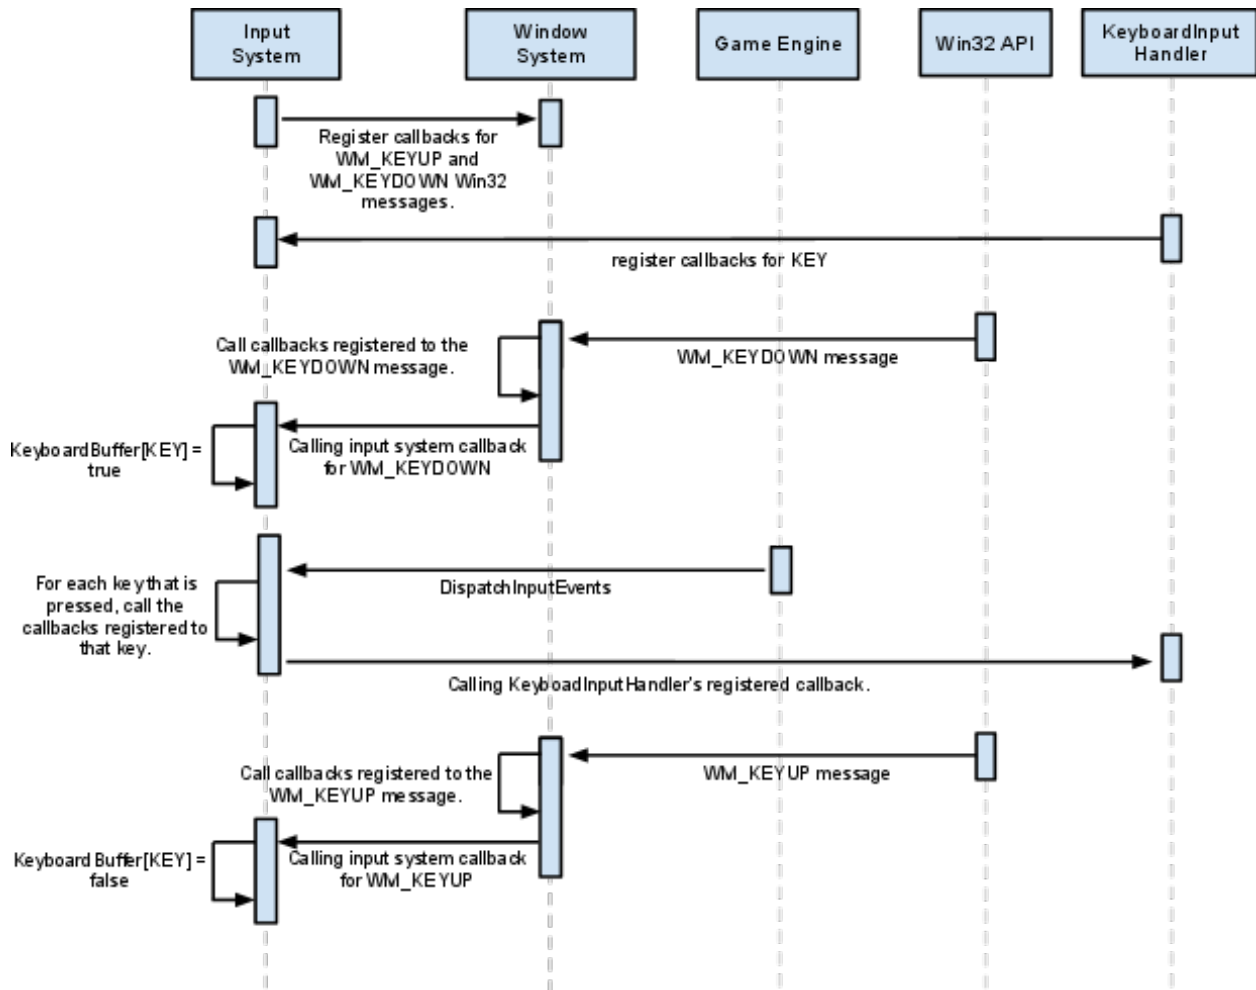 Input
System
Window
System
Game Engine
Win32 API
KeyboardInput
Handler
Register callbacks for
WM_KEYUP and
WM_KEYDOWN Win32
messages.
register callbacks for KEY
Call callbacks registered to the
WM_KEYDOWN message.
WM_KEYDOWN message
Calling input system callback
for WM_KEYDOWN
KeyboardBuffer[KEY] =
true
DispatchInputEvents
For each key that is
pressed, call the
callbacks registered to
that key.
Calling KeyboadInputHandler's registered callback.
Call callbacks registered to the
WM_KEYUP message.
WM_KEYUP message
Calling input system callback
for WM_KEYUP
KeyboardBuffer[KEY] =
false